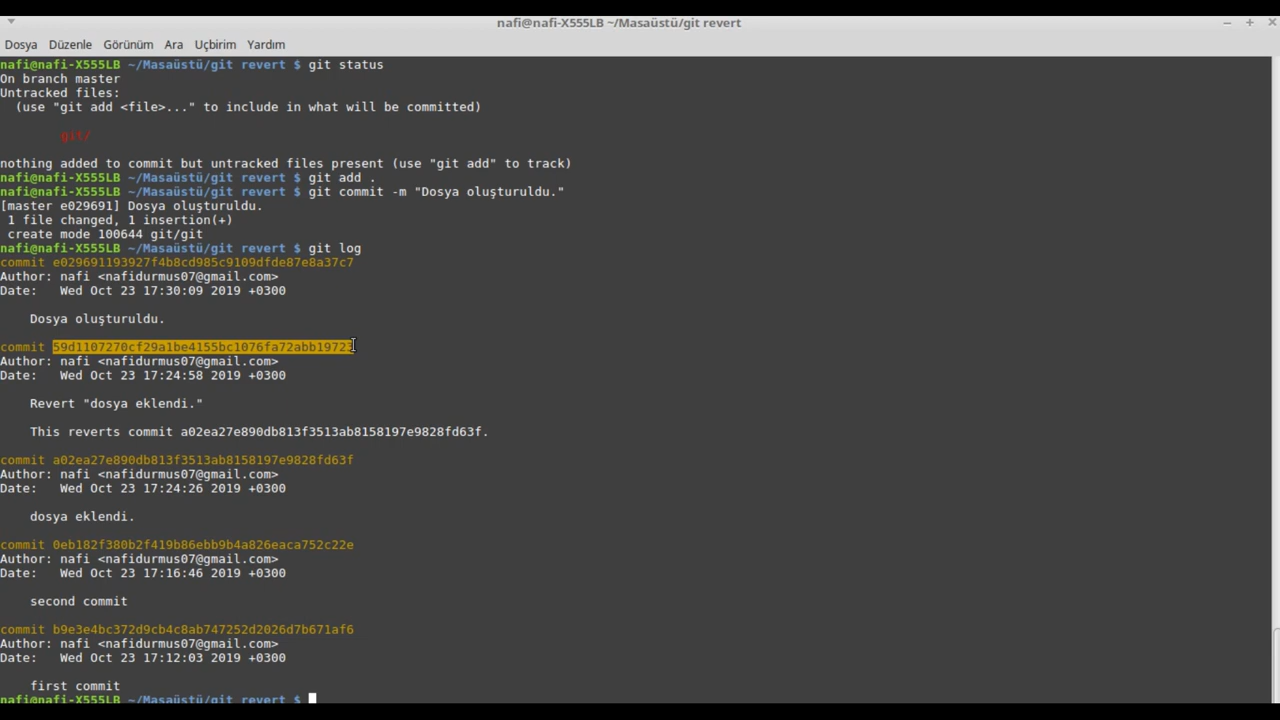 nafi@nafi-X555LB ~/Masaüstü/git revert
Dosya Düzenle Görünüm Ara Uçbirim Yardım
nafi@nafi-X555LB ~/Masaüstü/git revert $ git status
On branch master
Untracked files:
  (use "git add <file>..." to include in what will be committed)
        git/
nothing added to commit but untracked files present (use "git add" to track)
nafi@nafi-X555LB ~/Masaüstü/git revert $ git add .
nafi@nafi-X555LB ~/Masaüstü/git revert $ git commit -m "Dosya oluşturuldu."
[master e029691] Dosya oluşturuldu.
 1 file changed, 1 insertion(+)
 create mode 100644 git/git
nafi@nafi-X555LB ~/Masaüstü/git revert $ git log
commit e029691193927f4b8cd985c9109dfde87e8a37c7
Author: nafi <nafidurmus07@gmail.com>
Date:   Wed Oct 23 17:30:09 2019 +0300
    Dosya oluşturuldu.
commit 59d1107270cf29a1be4155bc1076fa72abb19723
Author: nafi <nafidurmus07@gmail.com>
Date:   Wed Oct 23 17:24:58 2019 +0300
    Revert "dosya eklendi."
    This reverts commit a02ea27e890db813f3513ab8158197e9828fd63f.
commit a02ea27e890db813f3513ab8158197e9828fd63f
Author: nafi <nafidurmus07@gmail.com>
Date:   Wed Oct 23 17:24:26 2019 +0300
    dosya eklendi.
commit 0eb182f380b2f419b86ebb9b4a826eaca752c22e
Author: nafi <nafidurmus07@gmail.com>
Date:   Wed Oct 23 17:16:46 2019 +0300
    second commit
commit b9e3e4bc372d9cb4c8ab747252d2026d7b671af6
Author: nafi <nafidurmus07@gmail.com>
Date:   Wed Oct 23 17:12:03 2019 +0300
    first commit
nafi@nafi-X555LB ~/Masaüstü/git revert $